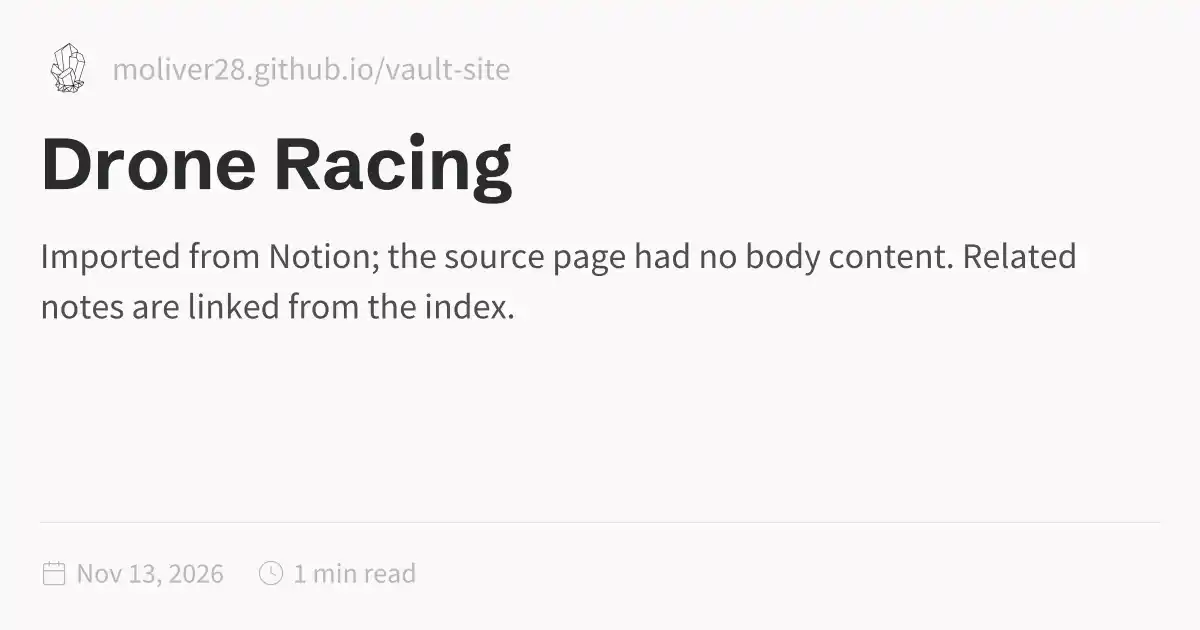 moliver28.github.io/vault-site
Drone Racing
Imported from Notion; the source page had no body content. Related
notes are linked from the index.
Nov 13, 2026
1 min read